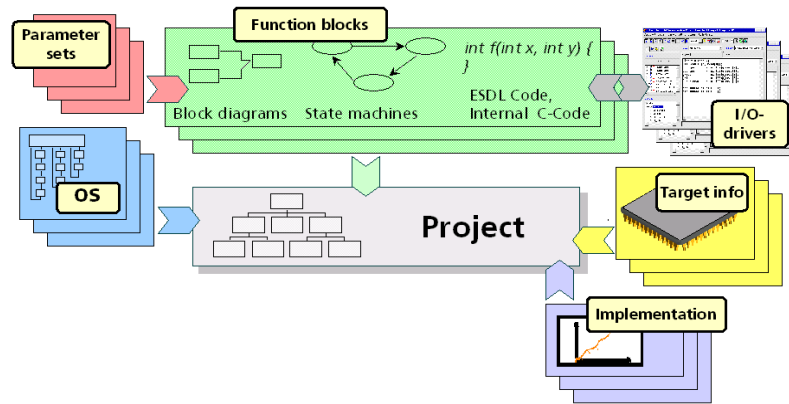 Parameter
sets
Function blocks
int f(int x, int y) {
}
Block diagrams
State machines
ESDL Code,
Internal C-Code
I/O-
drivers
OS
Project
Target info
Implementation